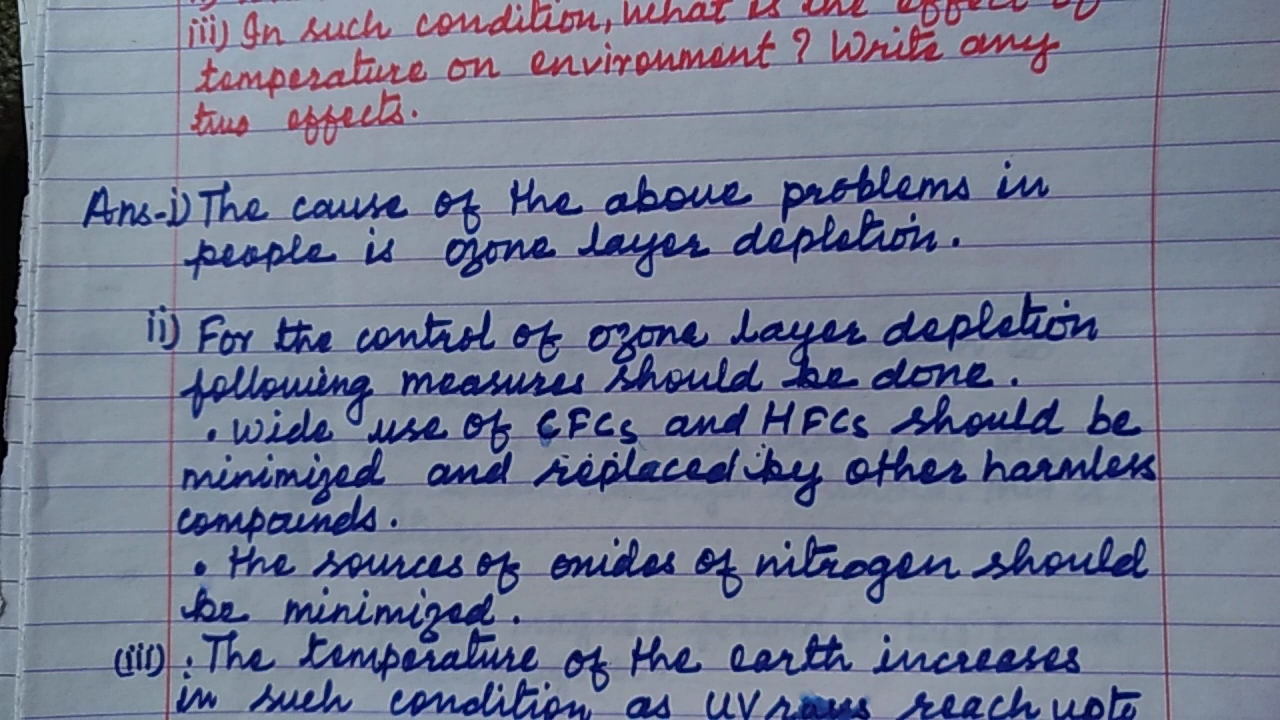 iii) In such condition, what is the effect of
temperature on environment ? Write any
two effects.
Ans-i) The cause of the above problems in
people is ozone layer depletion.
ii) For the control of ozone layer depletion
following measures should be done.
• Wide use of CFCs and HFCs should be
minimized and replaced by other harmless
compounds.
• the sources of oxides of nitrogen should
be minimized.
(iii) • The temperature of the earth increases
in such condition as UV rays reach upto